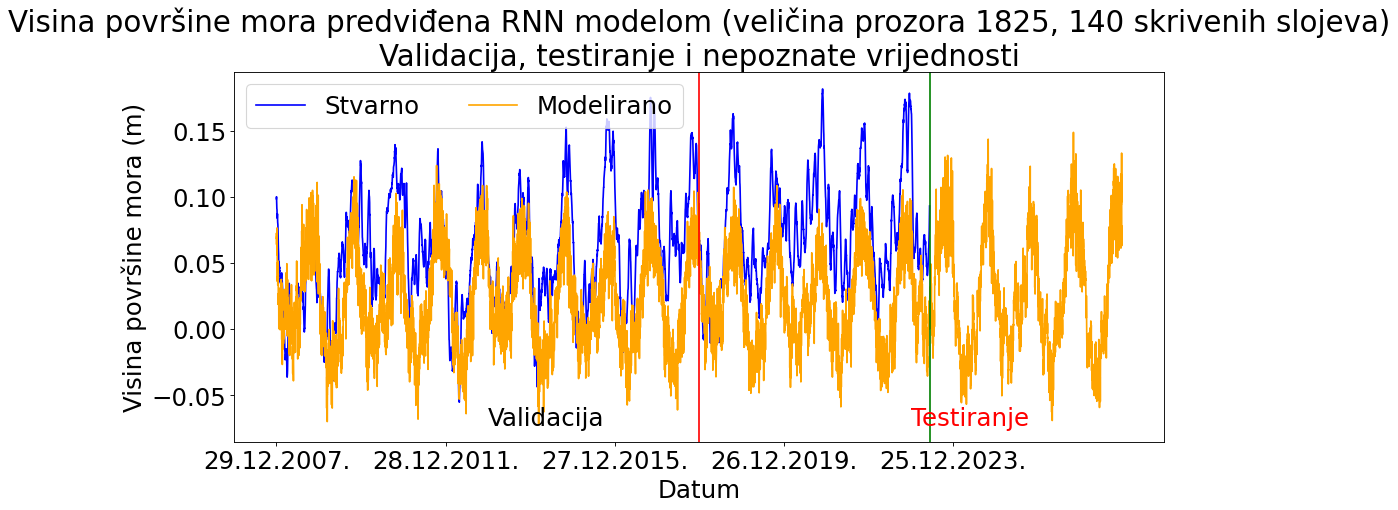 Visina površine mora predviđena RNN modelom (veličina prozora 1825, 140 skrivenih slojeva)
Validacija, testiranje i nepoznate vrijednosti
Stvarno Modelirano
Visina površine mora (m)
0.15
0.10
0.05
0.00
−0.05
Validacija Testiranje
29.12.2007. 28.12.2011. 27.12.2015. 26.12.2019. 25.12.2023.
Datum